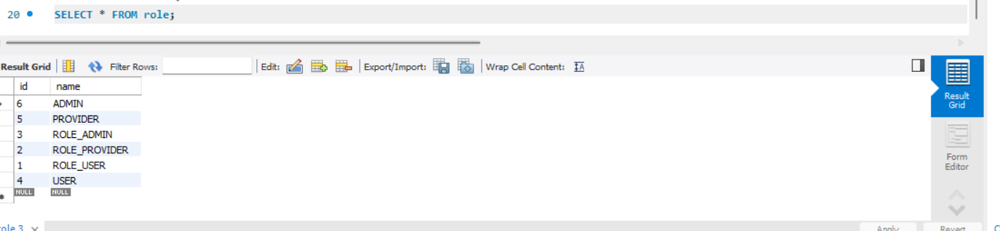 20 SELECT * FROM role;
Result Grid Filter Rows: Edit: Export/Import: Wrap Cell Content: IA
id name
6 ADMIN
5 PROVIDER
3 ROLE_ADMIN
2 ROLE_PROVIDER
1 ROLE_USER
4 USER
NULL NULL
Result
Grid
Form
Editor
role 3 Apply Revert